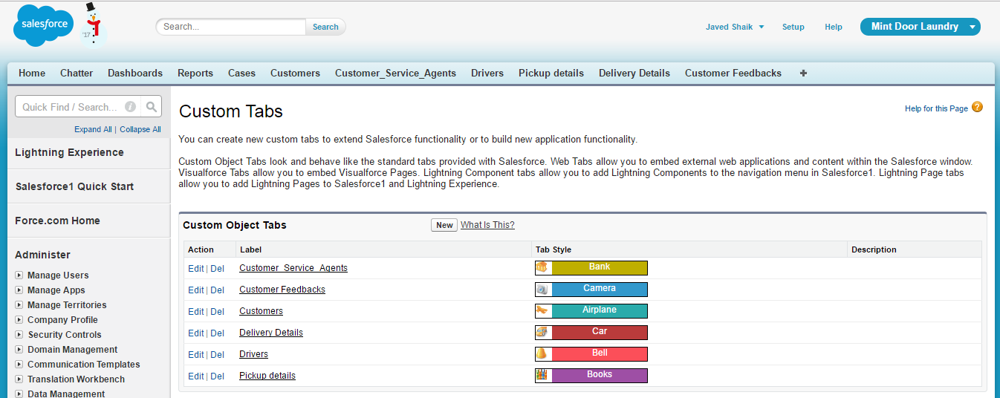 salesforce
'17
Search...
Search
Javed Shaik
Setup
Help
Mint Door Laundry
Home Chatter Dashboards Reports Cases Customers Customer_Service_Agents Drivers Pickup details Delivery Details Customer Feedbacks +
Quick Find / Search...
Expand All | Collapse All
Lightning Experience
Salesforce1 Quick Start
Force.com Home
Administer
Manage Users
Manage Apps
Manage Territories
Company Profile
Security Controls
Domain Management
Communication Templates
Translation Workbench
Data Management
Custom Tabs
Help for this Page ?
You can create new custom tabs to extend Salesforce functionality or to build new application functionality.
Custom Object Tabs look and behave like the standard tabs provided with Salesforce. Web Tabs allow you to embed external web applications and content within the Salesforce window.
Visualforce Tabs allow you to embed Visualforce Pages. Lightning Component tabs allow you to add Lightning Components to the navigation menu in Salesforce1. Lightning Page tabs
allow you to add Lightning Pages to Salesforce1 and Lightning Experience.
Custom Object Tabs New What Is This?
Action Label Tab Style Description
Edit | Del Customer_Service_Agents Bank
Edit | Del Customer Feedbacks Camera
Edit | Del Customers Airplane
Edit | Del Delivery Details Car
Edit | Del Drivers Bell
Edit | Del Pickup details Books